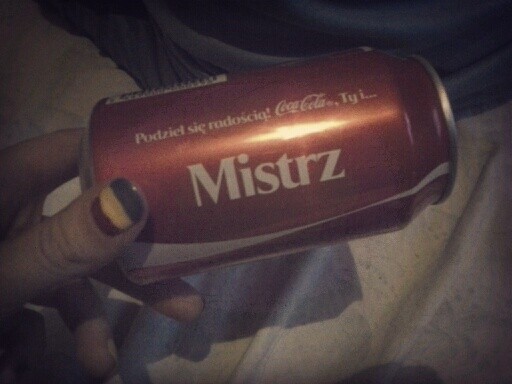 Podziel się radością! Coca-Cola®, Ty i...
Mistrz